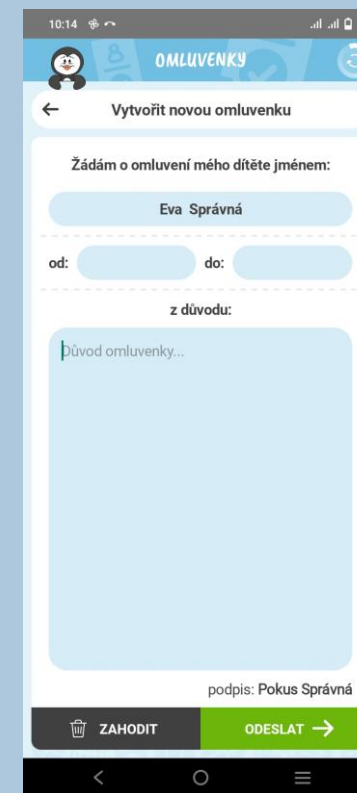 10:14
OMLUVENKY
Vytvořit novou omluvenku
Žádám o omluvení mého dítěte jménem:
Eva Správná
od: do:
z důvodu:
Důvod omluvenky...
podpis: Pokus Správná
ZAHODIT ODESLAT